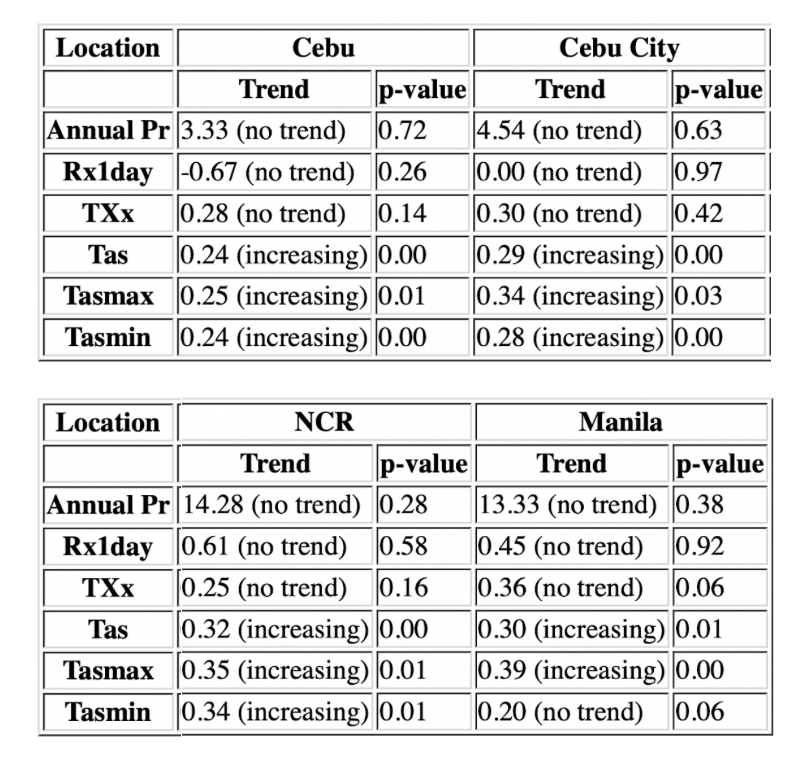 Location Cebu Cebu City
Trend p-value Trend p-value
Annual Pr 3.33 (no trend) 0.72 4.54 (no trend) 0.63
Rx1day -0.67 (no trend) 0.26 0.00 (no trend) 0.97
TXx 0.28 (no trend) 0.14 0.30 (no trend) 0.42
Tas 0.24 (increasing) 0.00 0.29 (increasing) 0.00
Tasmax 0.25 (increasing) 0.01 0.34 (increasing) 0.03
Tasmin 0.24 (increasing) 0.00 0.28 (increasing) 0.00
Location NCR Manila
Trend p-value Trend p-value
Annual Pr 14.28 (no trend) 0.28 13.33 (no trend) 0.38
Rx1day 0.61 (no trend) 0.58 0.45 (no trend) 0.92
TXx 0.25 (no trend) 0.16 0.36 (no trend) 0.06
Tas 0.32 (increasing) 0.00 0.30 (increasing) 0.01
Tasmax 0.35 (increasing) 0.01 0.39 (increasing) 0.00
Tasmin 0.34 (increasing) 0.01 0.20 (no trend) 0.06